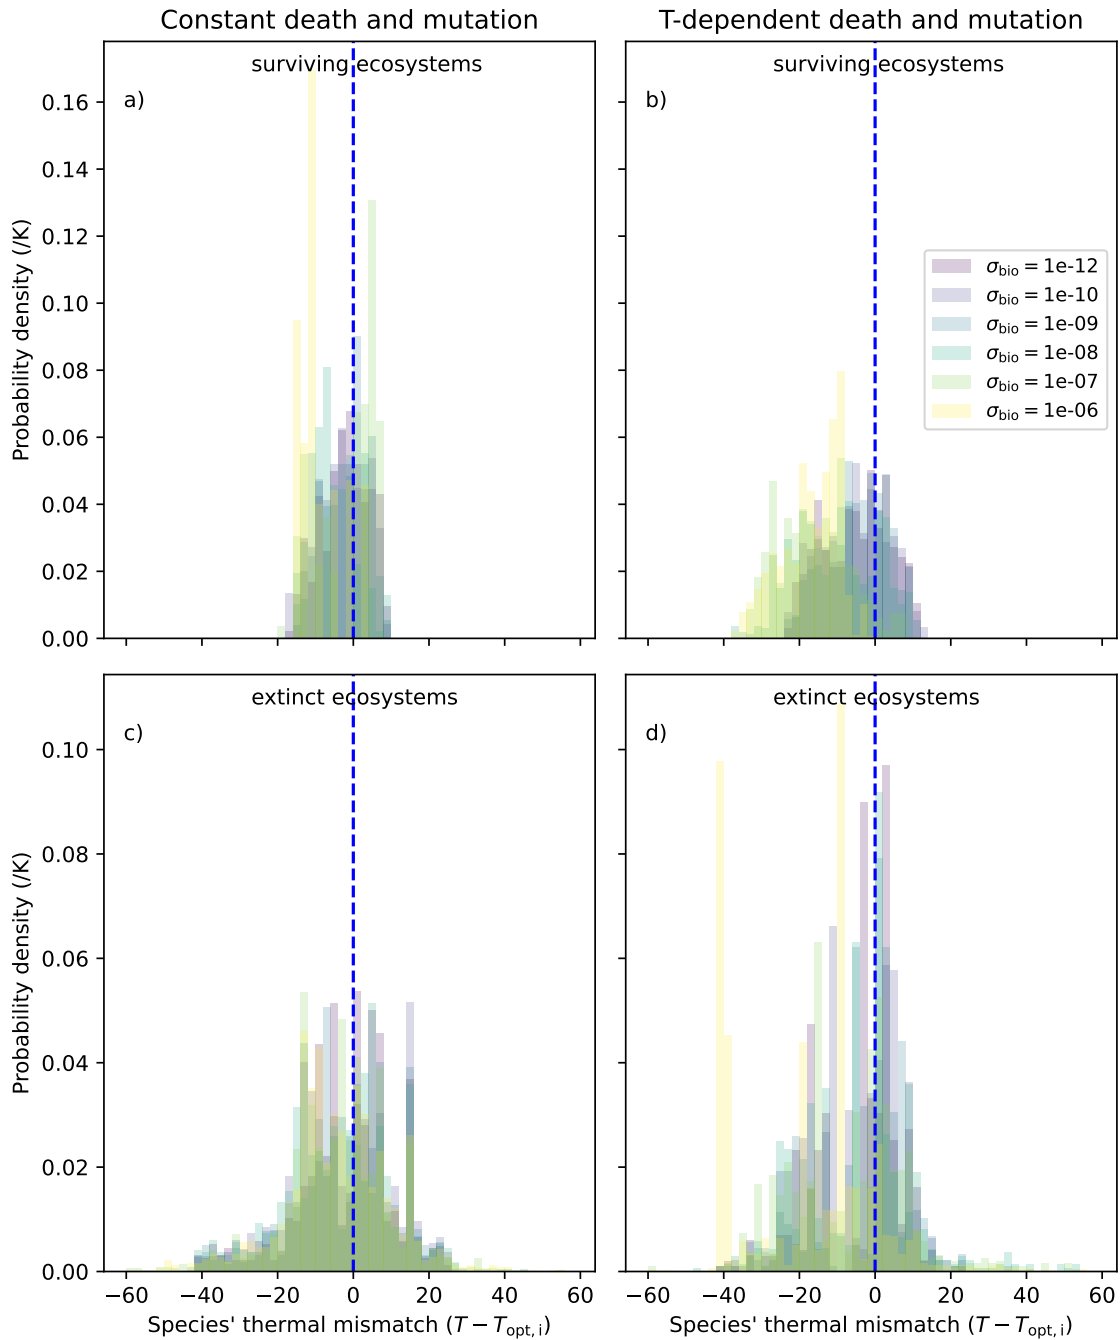 Constant death and mutation
T-dependent death and mutation
surviving ecosystems
surviving ecosystems
a)
b)
0.16
0.14
0.12
0.10
0.08
0.06
0.04
0.02
0.00
Probability density (/K)
σbio = 1e-12
σbio = 1e-10
σbio = 1e-09
σbio = 1e-08
σbio = 1e-07
σbio = 1e-06
extinct ecosystems
extinct ecosystems
c)
d)
0.10
0.08
0.06
0.04
0.02
0.00
Probability density (/K)
−60 −40 −20 0 20 40 60
−60 −40 −20 0 20 40 60
Species' thermal mismatch (T − Topt, i)
Species' thermal mismatch (T − Topt, i)